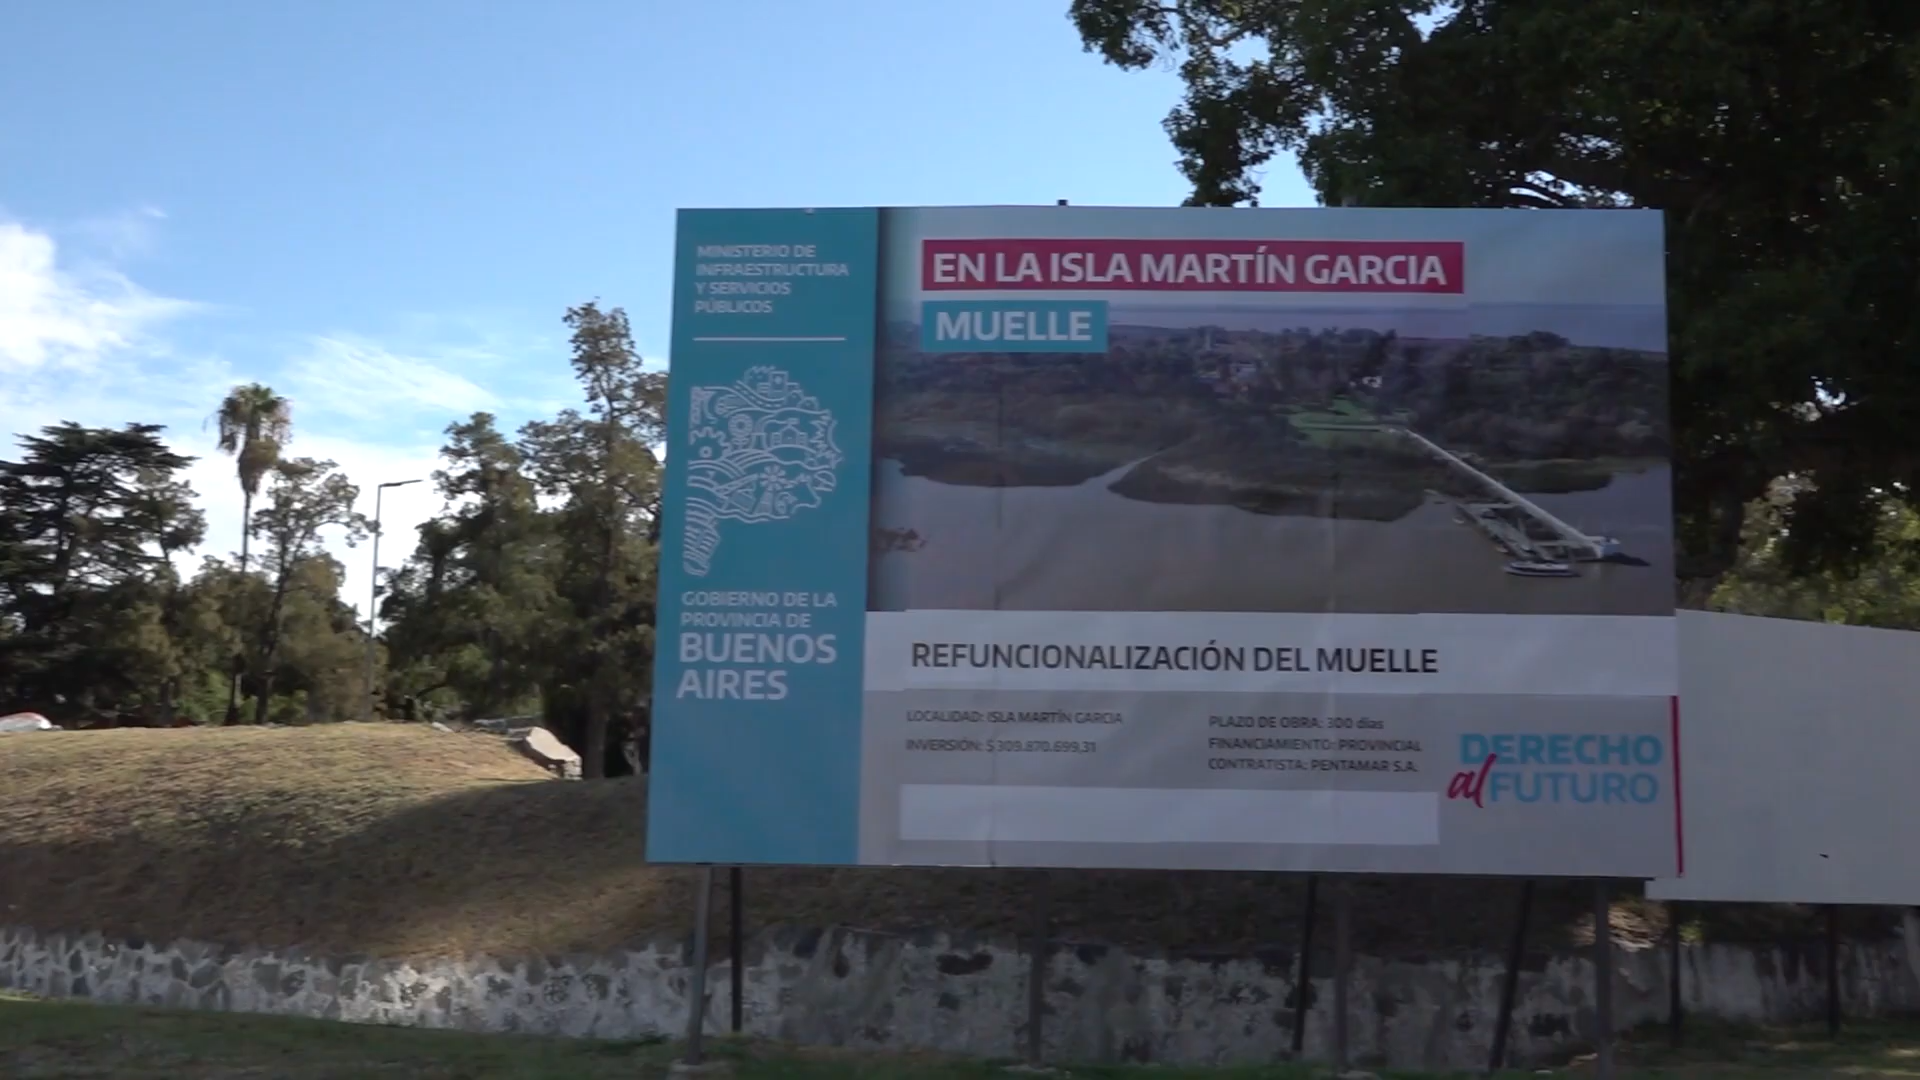 MINISTERIO DE
INFRAESTRUCTURA
Y SERVICIOS
PÚBLICOS
GOBIERNO DE LA
PROVINCIA DE
BUENOS
AIRES
EN LA ISLA MARTÍN GARCIA
MUELLE
REFUNCIONALIZACIÓN DEL MUELLE
LOCALIDAD: ISLA MARTÍN GARCIA
INVERSIÓN: $ 309.870.699,31
PLAZO DE OBRA: 300 días
FINANCIAMIENTO: PROVINCIAL
CONTRATISTA: PENTAMAR S.A.
DERECHO
al FUTURO